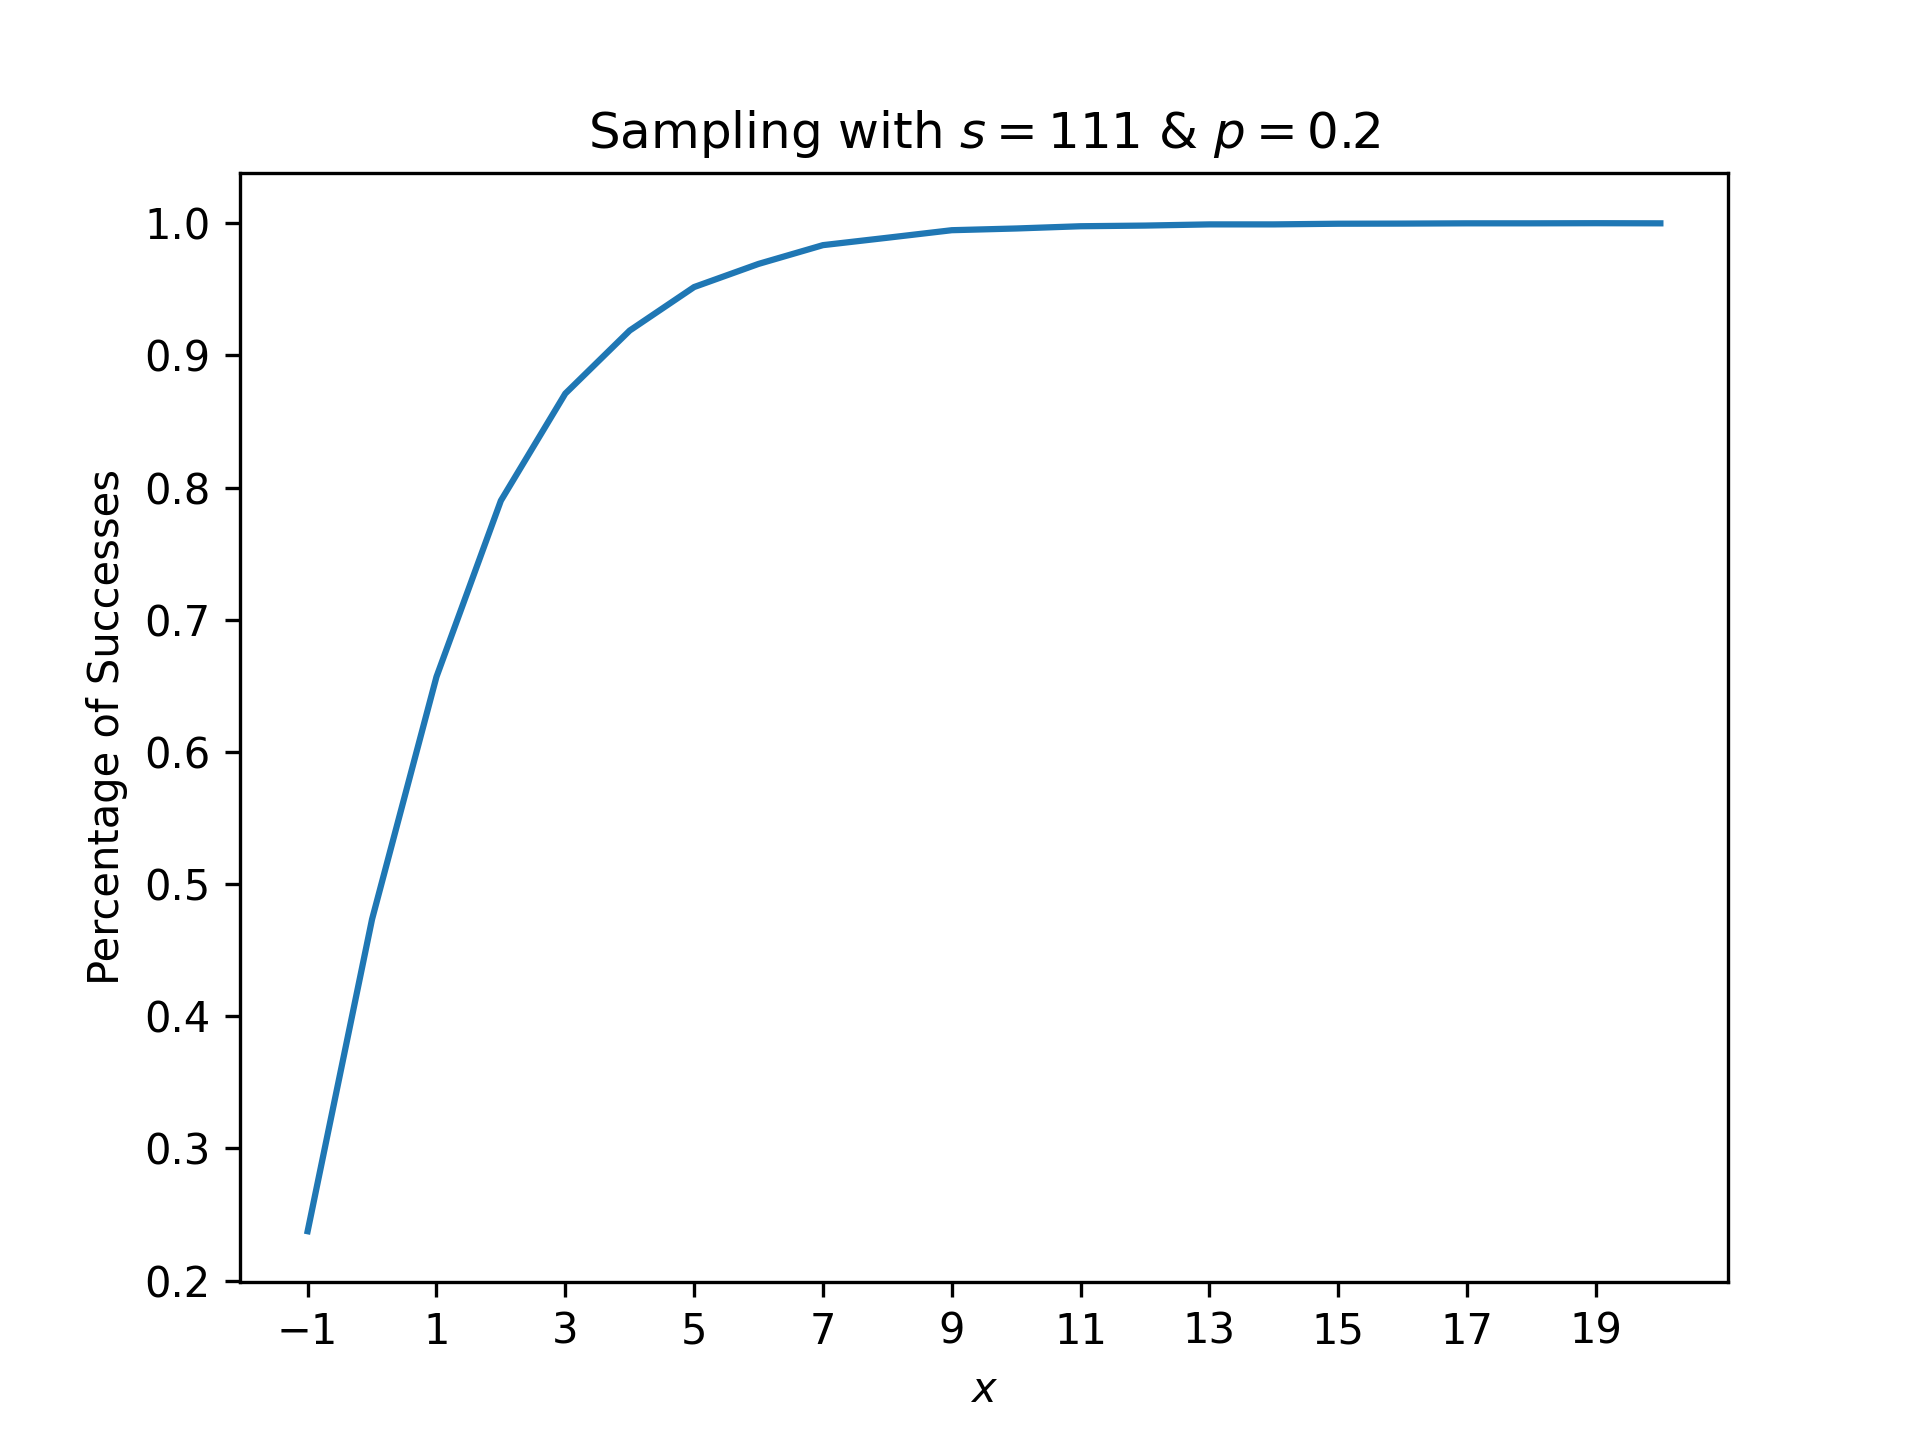 Sampling with s = 111 & p = 0.2
1.0
0.9
0.8
0.7
0.6
0.5
0.4
0.3
0.2
Percentage of Successes
−1 1 3 5 7 9 11 13 15 17 19
x